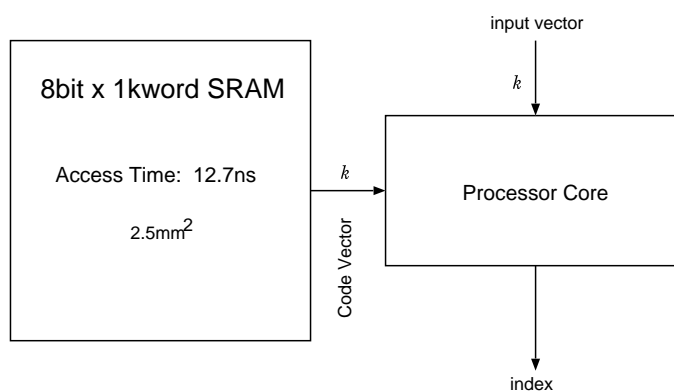 input vector
8bit x 1kword SRAM
k
Access Time: 12.7ns
k
Processor Core
2.5mm2
Code Vector
index